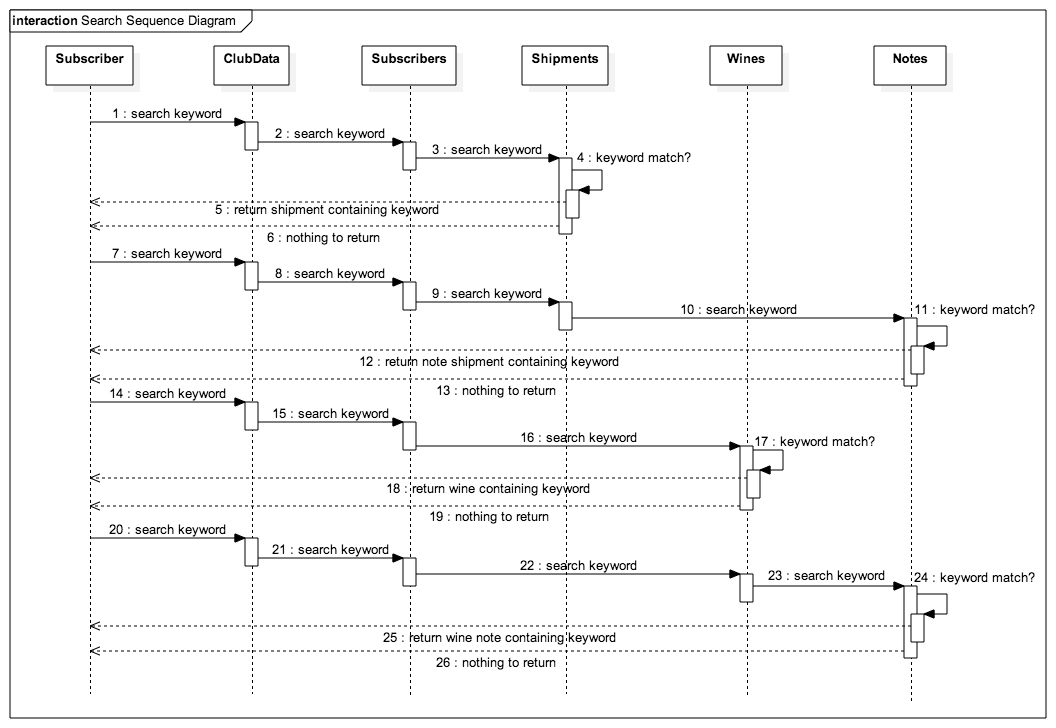 interaction Search Sequence Diagram
Subscriber ClubData Subscribers Shipments Wines Notes
1 : search keyword
2 : search keyword
3 : search keyword
4 : keyword match?
5 : return shipment containing keyword
6 : nothing to return
7 : search keyword
8 : search keyword
9 : search keyword
10 : search keyword
11 : keyword match?
12 : return note shipment containing keyword
13 : nothing to return
14 : search keyword
15 : search keyword
16 : search keyword
17 : keyword match?
18 : return wine containing keyword
19 : nothing to return
20 : search keyword
21 : search keyword
22 : search keyword
23 : search keyword
24 : keyword match?
25 : return wine note containing keyword
26 : nothing to return